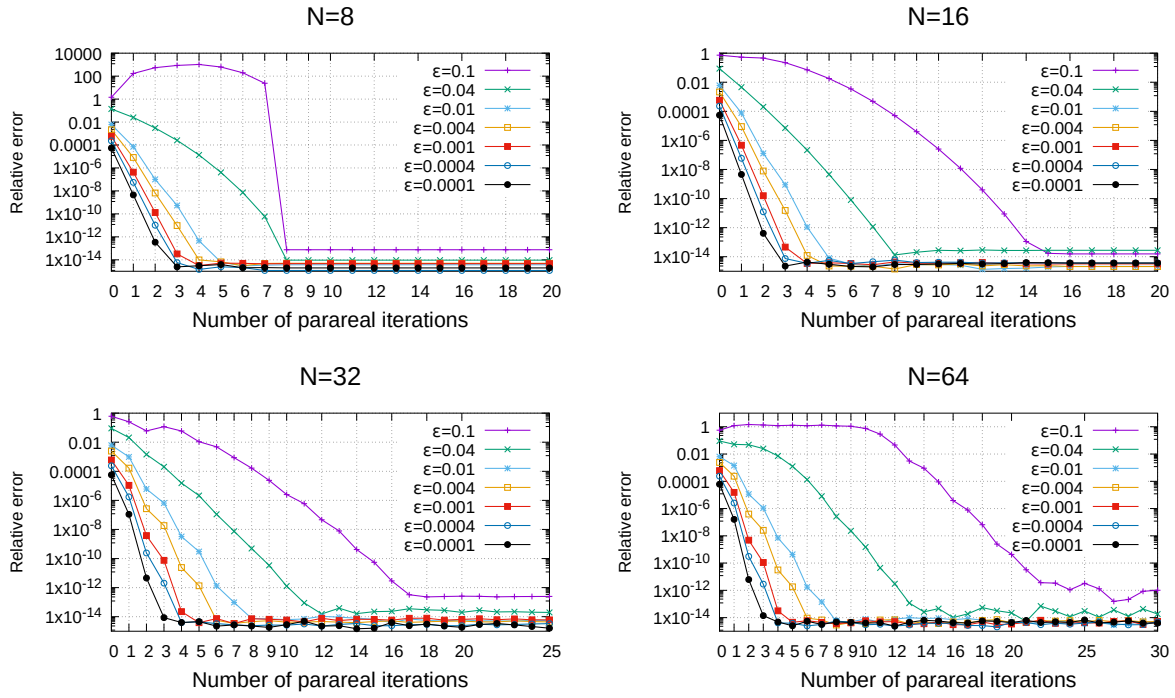 N=8
10000
100
1
0.01
0.0001
1x10-6
1x10-8
1x10-10
1x10-12
1x10-14
Relative error
ε=0.1
ε=0.04
ε=0.01
ε=0.004
ε=0.001
ε=0.0004
ε=0.0001
0 1 2 3 4 5 6 7 8 9 10 12 14 16 18 20
Number of parareal iterations
N=16
1
0.01
0.0001
1x10-6
1x10-8
1x10-10
1x10-12
1x10-14
Relative error
ε=0.1
ε=0.04
ε=0.01
ε=0.004
ε=0.001
ε=0.0004
ε=0.0001
0 1 2 3 4 5 6 7 8 9 10 12 14 16 18 20
Number of parareal iterations
N=32
1
0.01
0.0001
1x10-6
1x10-8
1x10-10
1x10-12
1x10-14
Relative error
ε=0.1
ε=0.04
ε=0.01
ε=0.004
ε=0.001
ε=0.0004
ε=0.0001
0 1 2 3 4 5 6 7 8 9 10 12 14 16 18 20 25
Number of parareal iterations
N=64
1
0.01
0.0001
1x10-6
1x10-8
1x10-10
1x10-12
1x10-14
Relative error
ε=0.1
ε=0.04
ε=0.01
ε=0.004
ε=0.001
ε=0.0004
ε=0.0001
0 1 2 3 4 5 6 7 8 9 10 12 14 16 18 20 25 30
Number of parareal iterations